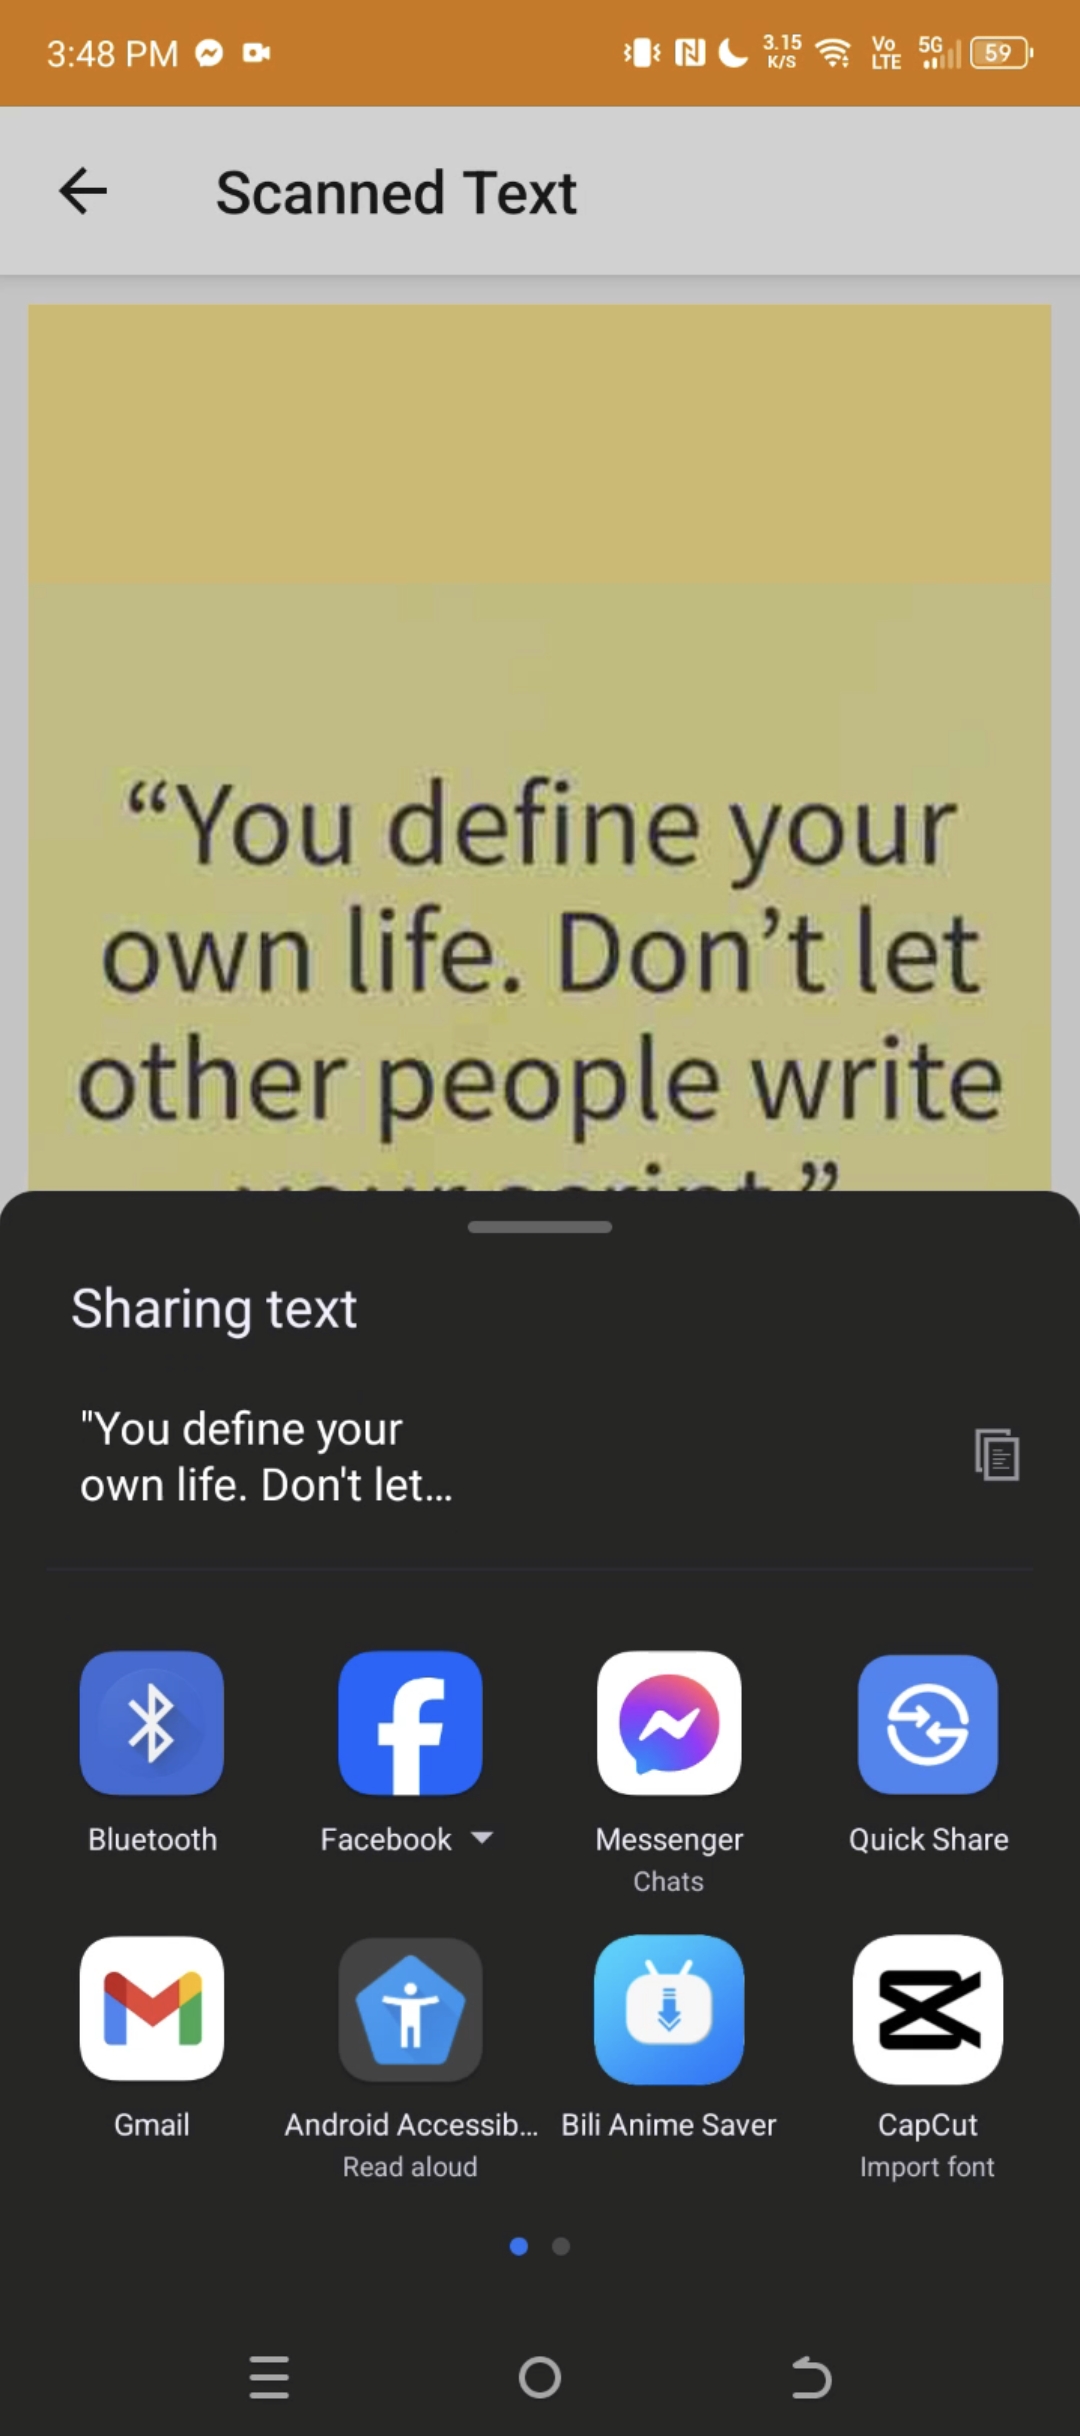 3:48 PM
3.15 K/S
Vo LTE
5G
59
Scanned Text
“You define your
own life. Don’t let
other people write
your script.”
Sharing text
"You define your
own life. Don't let...
Bluetooth
Facebook
Messenger
Chats
Quick Share
Gmail
Android Accessib...
Read aloud
Bili Anime Saver
CapCut
Import font